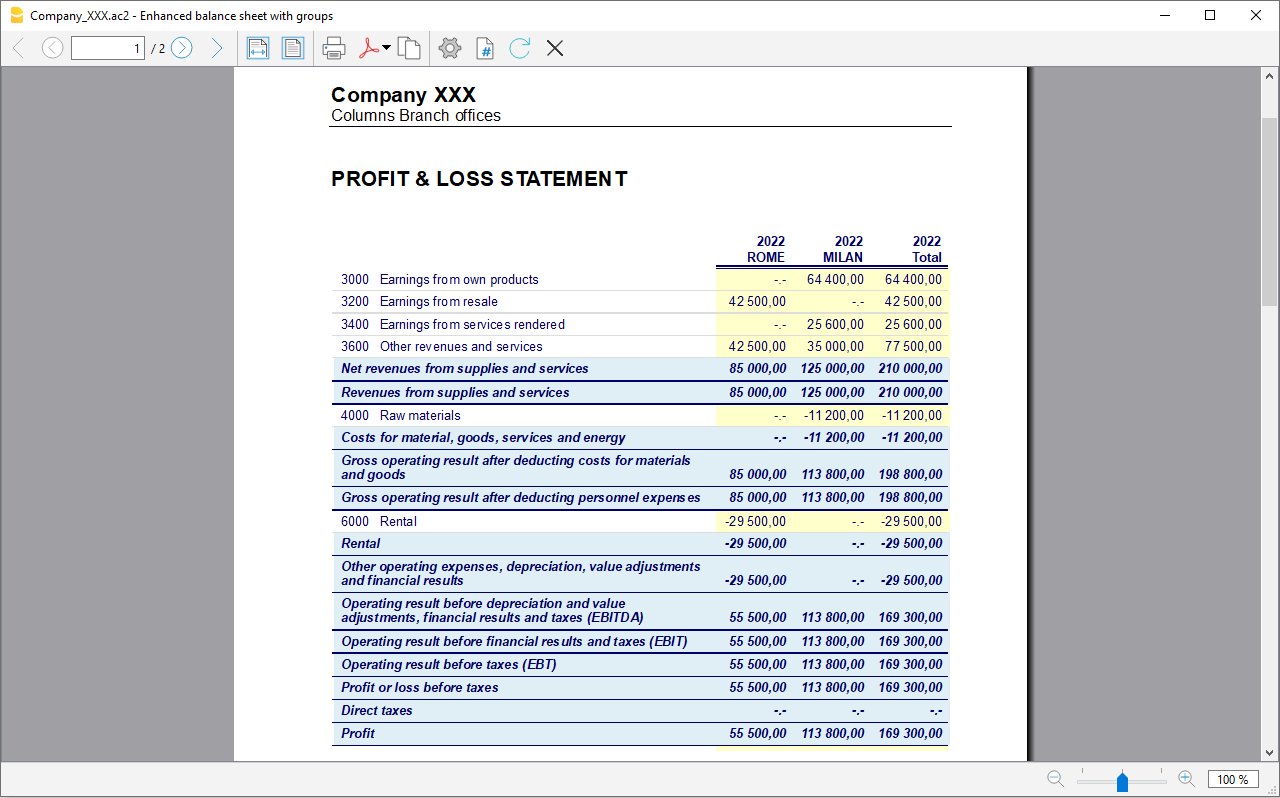 Company_XXX.ac2 - Enhanced balance sheet with groups
1 / 2
Company XXX
Columns Branch offices
PROFIT & LOSS STATEMENT
2022 2022 2022
ROME MILAN Total
3000 Earnings from own products -.- 64 400,00 64 400,00
3200 Earnings from resale 42 500,00 -.- 42 500,00
3400 Earnings from services rendered -.- 25 600,00 25 600,00
3600 Other revenues and services 42 500,00 35 000,00 77 500,00
Net revenues from supplies and services 85 000,00 125 000,00 210 000,00
Revenues from supplies and services 85 000,00 125 000,00 210 000,00
4000 Raw materials -.- -11 200,00 -11 200,00
Costs for material, goods, services and energy -.- -11 200,00 -11 200,00
Gross operating result after deducting costs for materials
and goods 85 000,00 113 800,00 198 800,00
Gross operating result after deducting personnel expenses 85 000,00 113 800,00 198 800,00
6000 Rental -29 500,00 -.- -29 500,00
Rental -29 500,00 -.- -29 500,00
Other operating expenses, depreciation, value adjustments
and financial results -29 500,00 -.- -29 500,00
Operating result before depreciation and value
adjustments, financial results and taxes (EBITDA) 55 500,00 113 800,00 169 300,00
Operating result before financial results and taxes (EBIT) 55 500,00 113 800,00 169 300,00
Operating result before taxes (EBT) 55 500,00 113 800,00 169 300,00
Profit or loss before taxes 55 500,00 113 800,00 169 300,00
Direct taxes -.- -.- -.-
Profit 55 500,00 113 800,00 169 300,00
100 %